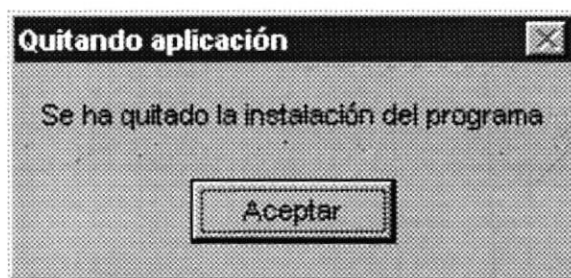 Quitando aplicación
Se ha quitado la instalación del programa
Aceptar